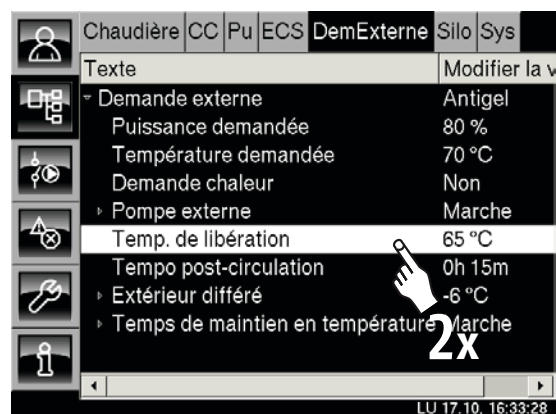 Chaudière CC Pu ECS DemExterne Silo Sys
Texte Modifier la v
Demande externe Antigel
Puissance demandée 80 %
Température demandée 70 °C
Demande chaleur Non
Pompe externe Marche
Temp. de libération 65 °C
Tempo post-circulation 0h 15m
Extérieur différé -6 °C
Temps de maintien en température Marche
2x
LU 17.10. 16:33:28